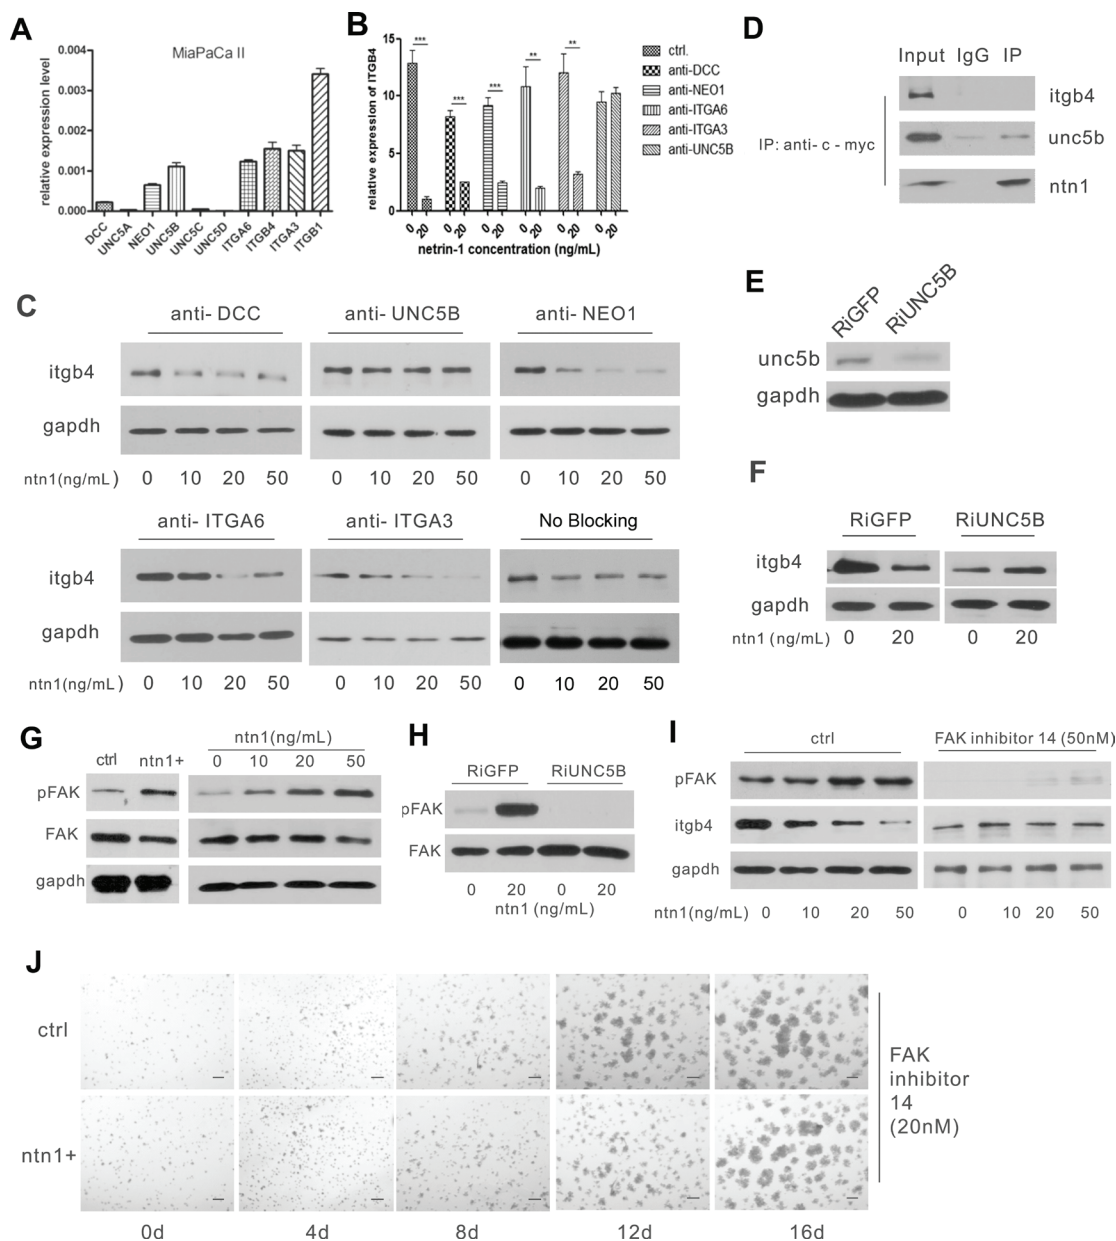 A
MiaPaCa II
relative expression level
0.004
0.003
0.002
0.001
0.000
DCC
UNC5A
NEO1
UNC5B
UNC5C
UNC5D
ITGA6
ITGB4
ITGA3
ITGB1
B
relative expression of ITGB4
15
10
5
0
***
***
***
**
**
0 20 0 20 0 20 0 20 0 20 0 20
netrin-1 concentration (ng/mL)
ctrl.
anti-DCC
anti-NEO1
anti-ITGA6
anti-ITGA3
anti-UNC5B
D
Input IgG IP
IP: anti- c - myc
itgb4
unc5b
ntn1
C
anti- DCC anti- UNC5B anti- NEO1
itgb4
gapdh
ntn1(ng/mL) 0 10 20 50 0 10 20 50 0 10 20 50
anti- ITGA6 anti- ITGA3 No Blocking
itgb4
gapdh
ntn1(ng/mL) 0 10 20 50 0 10 20 50 0 10 20 50
E
RiGFP RiUNC5B
unc5b
gapdh
F
RiGFP RiUNC5B
itgb4
gapdh
ntn1 (ng/mL) 0 20 0 20
G
ntn1(ng/mL)
ctrl ntn1+ 0 10 20 50
pFAK
FAK
gapdh
H
RiGFP RiUNC5B
pFAK
FAK
0 20 0 20
ntn1 (ng/mL)
I
ctrl FAK inhibitor 14 (50nM)
pFAK
itgb4
gapdh
ntn1(ng/mL) 0 10 20 50 0 10 20 50
J
ctrl
ntn1+
0d 4d 8d 12d 16d
FAK
inhibitor
14
(20nM)